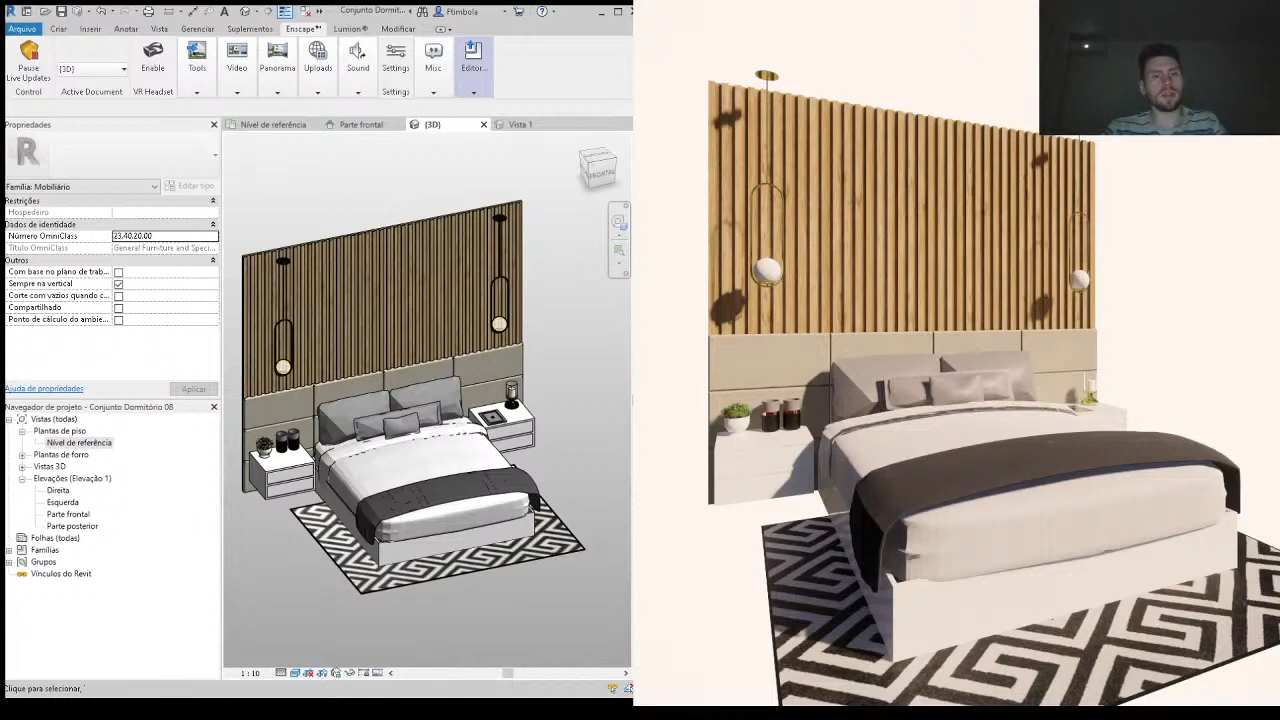 Conjunto Dormit...
Ftimbola
Arquivo Criar Inserir Anotar Vista Gerenciar Suplementos Enscape™ Lumion® Modificar
Pause
Live Updates
{3D}
Enable
Tools
Video
Panorama
Uploads
Sound
Settings
Misc
Editor...
Control
Active Document
VR Headset
Settings
Propriedades
Nível de referência
Parte frontal
{3D}
Vista 1
R
FRONTAL
Família: Mobiliário
Editar tipo
Restrições
Hospedeiro
Dados de identidade
Número OmniClass 23.40.20.00
Título OmniClass General Furniture and Speci...
Outros
Com base no plano de trab...
Sempre na vertical
Corte com vazios quando c...
Compartilhado
Ponto de cálculo do ambie...
Ajuda de propriedades
Aplicar
Navegador de projeto - Conjunto Dormitório 08
Vistas (todas)
Plantas de piso
Nível de referência
Plantas de forro
Vistas 3D
Elevações (Elevação 1)
Direita
Esquerda
Parte frontal
Parte posterior
Folhas (todas)
Famílias
Grupos
Vínculos do Revit
1 : 10
Clique para selecionar,